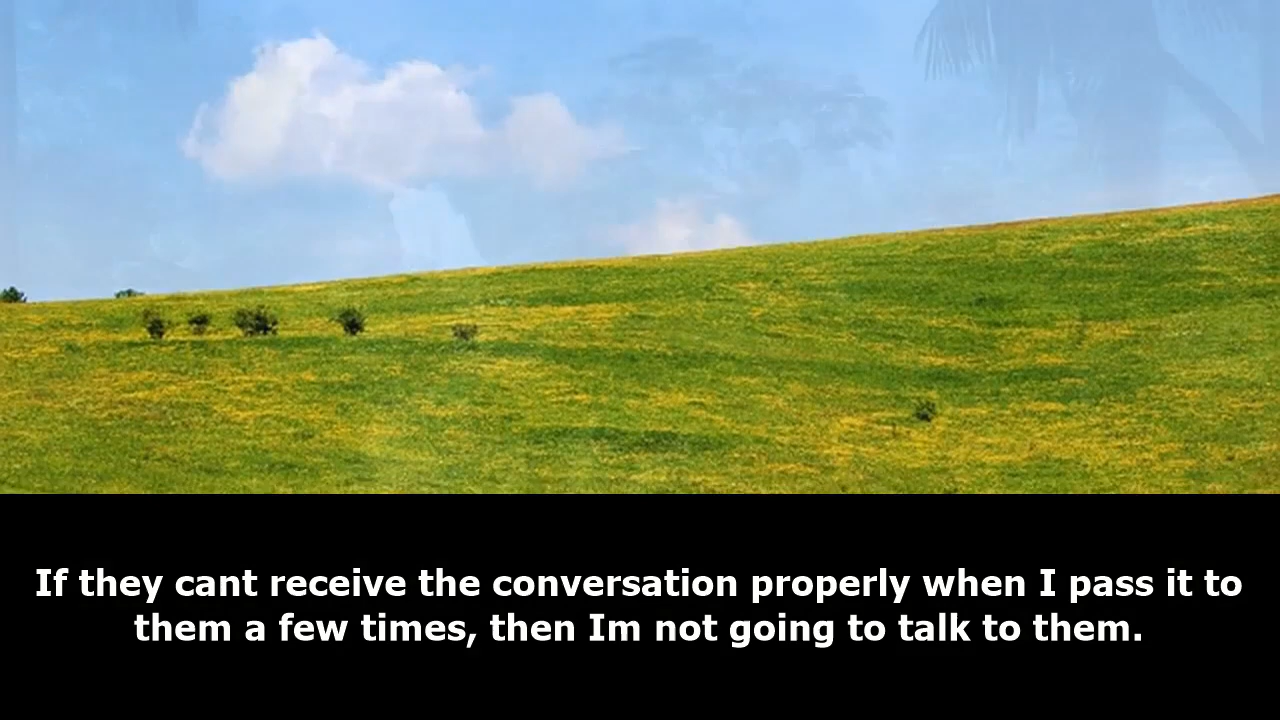 If they cant receive the conversation properly when I pass it to
them a few times, then Im not going to talk to them.